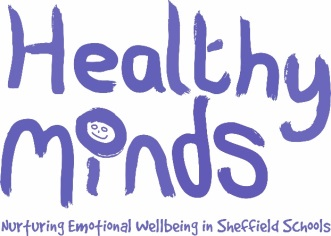 Healthy
minds
Nurturing Emotional Wellbeing in Sheffield Schools